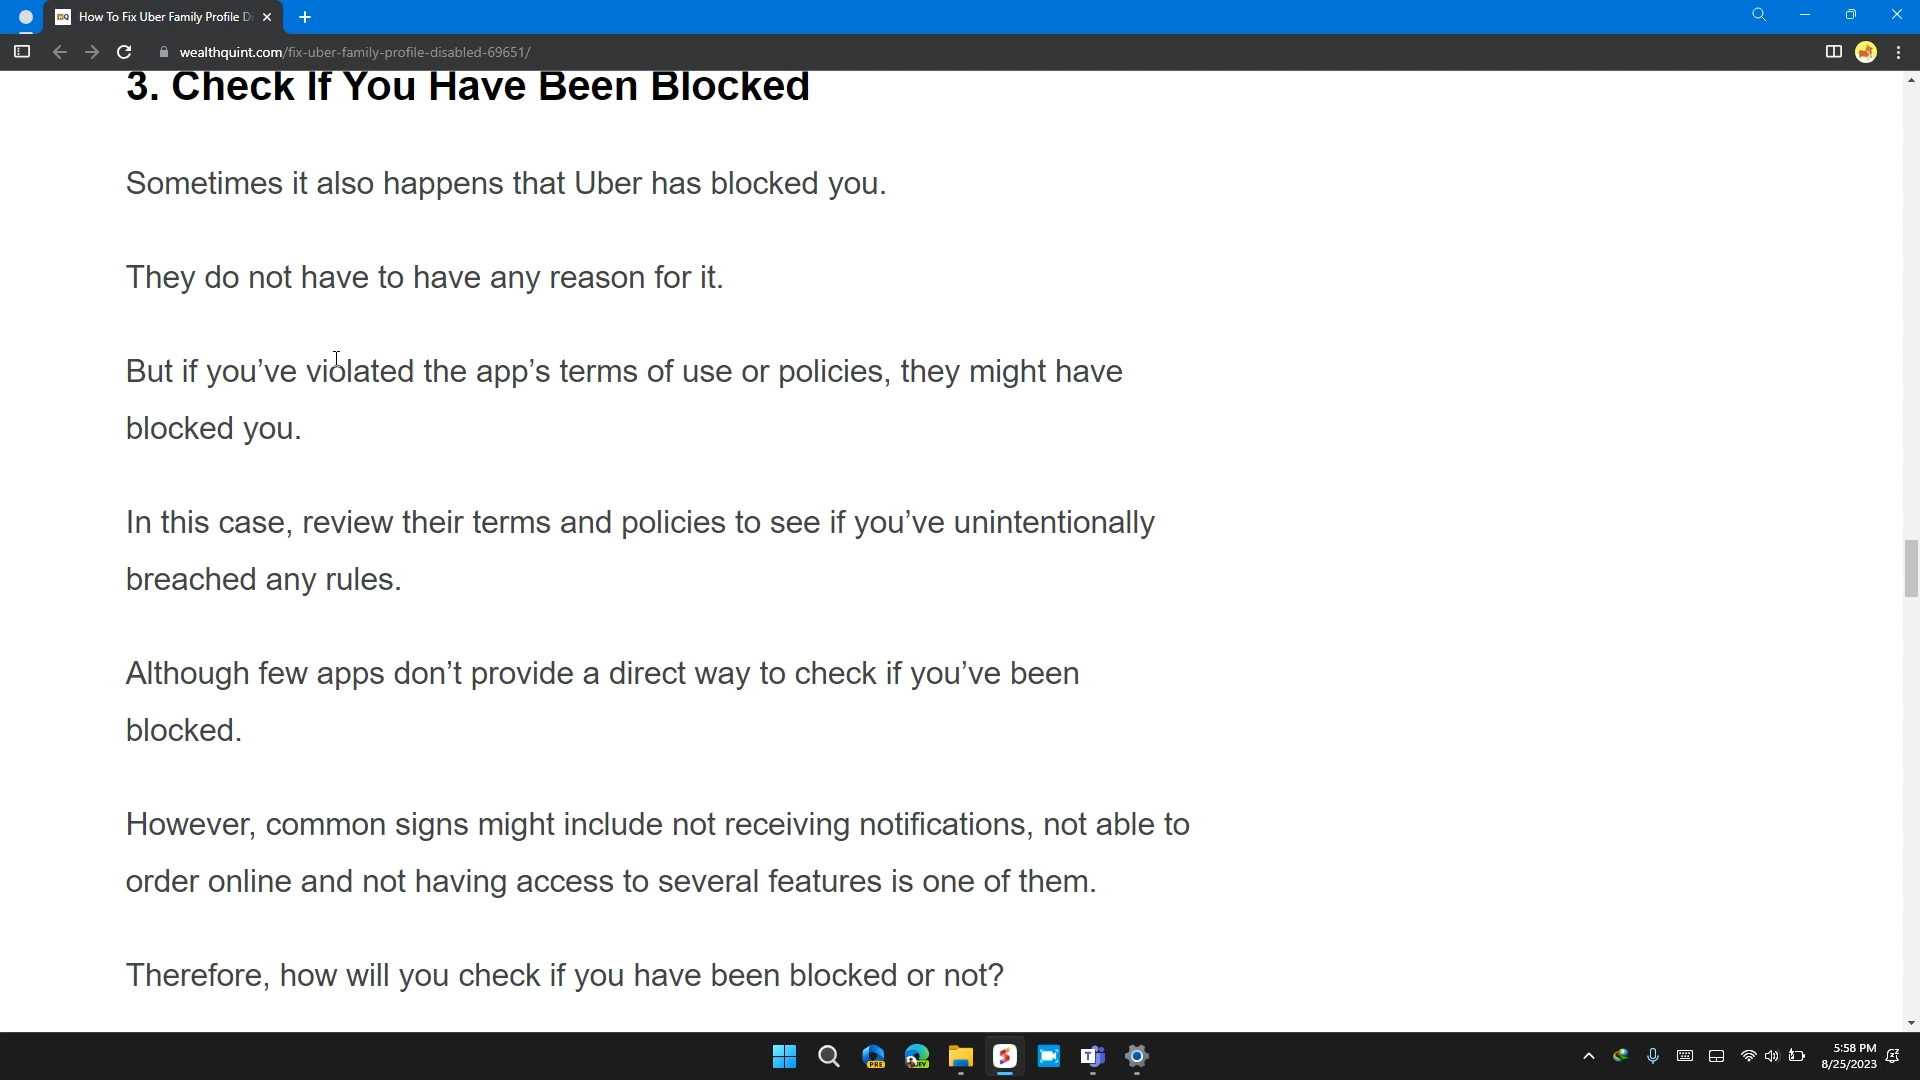 How To Fix Uber Family Profile D
wealthquint.com/fix-uber-family-profile-disabled-69651/
3. Check If You Have Been Blocked
Sometimes it also happens that Uber has blocked you.
They do not have to have any reason for it.
But if you’ve violated the app’s terms of use or policies, they might have
blocked you.
In this case, review their terms and policies to see if you’ve unintentionally
breached any rules.
Although few apps don’t provide a direct way to check if you’ve been
blocked.
However, common signs might include not receiving notifications, not able to
order online and not having access to several features is one of them.
Therefore, how will you check if you have been blocked or not?
PRE
5:58 PM
8/25/2023